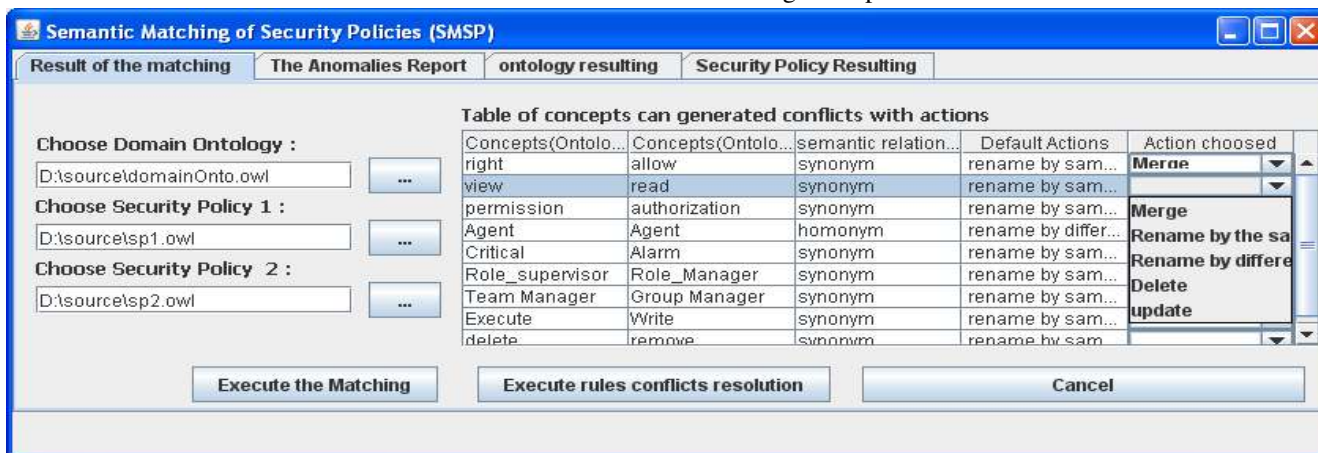 Semantic Matching of Security Policies (SMSP)
Result of the matching The Anomalies Report ontology resulting Security Policy Resulting
Table of concepts can generated conflicts with actions
Choose Domain Ontology :
D:\source\domainOnto.owl ...
Choose Security Policy 1 :
D:\source\sp1.owl ...
Choose Security Policy 2 :
D:\source\sp2.owl ...
Concepts(Ontolo... Concepts(Ontolo... semantic relation... Default Actions Action choosed
right allow synonym rename by sam... Merge
view read synonym rename by sam...
permission authorization synonym rename by sam...
Agent Agent homonym rename by differ...
Critical Alarm synonym rename by sam...
Role_supervisor Role_Manager synonym rename by sam...
Team Manager Group Manager synonym rename by sam...
Execute Write synonym rename by sam...
delete remove synonym rename by sam
Merge
Rename by the sa
Rename by differe
Delete
update
Execute the Matching Execute rules conflicts resolution Cancel